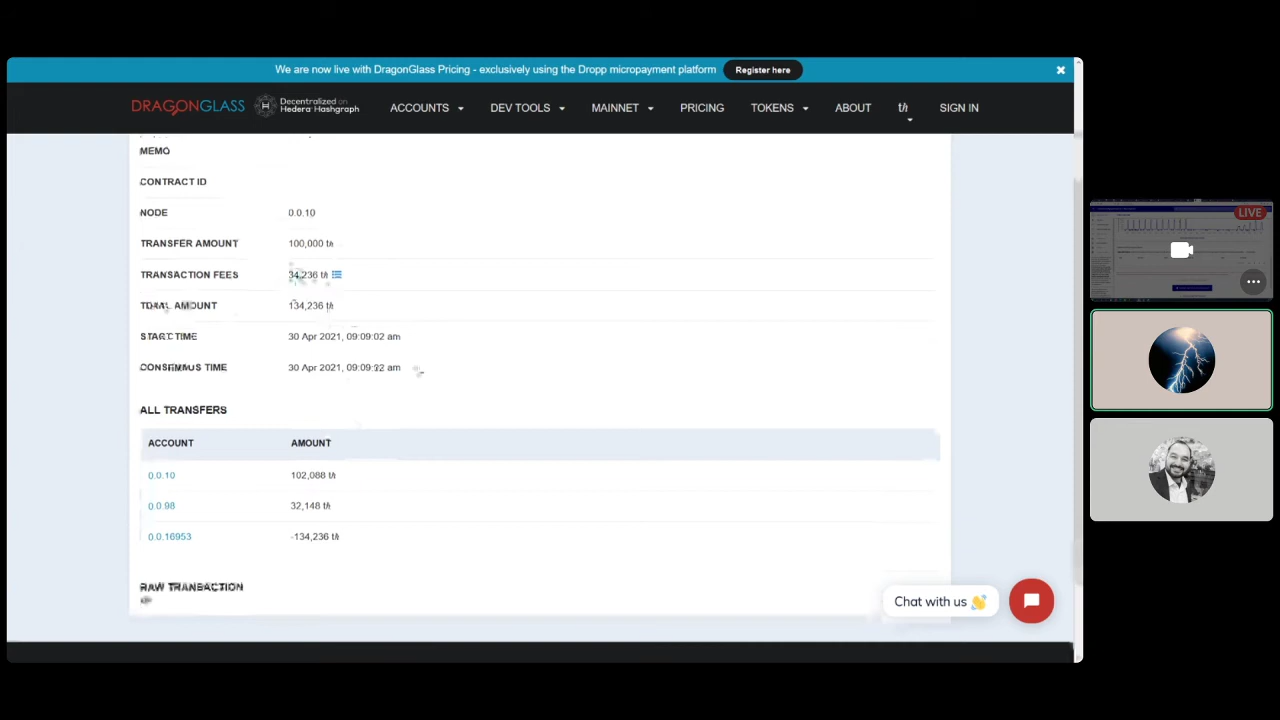 We are now live with DragonGlass Pricing - exclusively using the Dropp micropayment platform Register here
DRAGONGLASS Decentralized on Hedera Hashgraph ACCOUNTS DEV TOOLS MAINNET PRICING TOKENS ABOUT tℏ SIGN IN
MEMO
CONTRACT ID
NODE 0.0.10
TRANSFER AMOUNT 100,000 tℏ
TRANSACTION FEES 34,236 tℏ
AMOUNT 134,236 tℏ
START TIME 30 Apr 2021, 09:09:02 am
TIME 30 Apr 2021, 09:09:22 am
ALL TRANSFERS
ACCOUNT AMOUNT
0.0.10 102,088 tℏ
0.0.98 32,148 tℏ
0.0.16953 -134,236 tℏ
RAW TRANSACTION
Chat with us 👋
LIVE